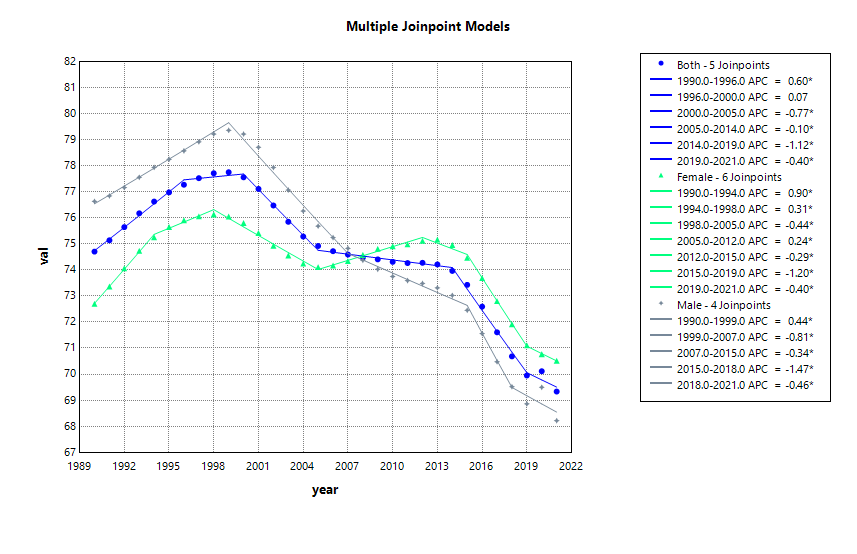 Multiple Joinpoint Models
82
81
80
79
78
77
76
75
74
73
72
71
70
69
68
67
val
1989 1992 1995 1998 2001 2004 2007 2010 2013 2016 2019 2022
year
Both - 5 Joinpoints
1990.0-1996.0 APC = 0.60*
1996.0-2000.0 APC = 0.07
2000.0-2005.0 APC = -0.77*
2005.0-2014.0 APC = -0.10*
2014.0-2019.0 APC = -1.12*
2019.0-2021.0 APC = -0.40*
Female - 6 Joinpoints
1990.0-1994.0 APC = 0.90*
1994.0-1998.0 APC = 0.31*
1998.0-2005.0 APC = -0.44*
2005.0-2012.0 APC = 0.24*
2012.0-2015.0 APC = -0.29*
2015.0-2019.0 APC = -1.20*
2019.0-2021.0 APC = -0.40*
Male - 4 Joinpoints
1990.0-1999.0 APC = 0.44*
1999.0-2007.0 APC = -0.81*
2007.0-2015.0 APC = -0.34*
2015.0-2018.0 APC = -1.47*
2018.0-2021.0 APC = -0.46*